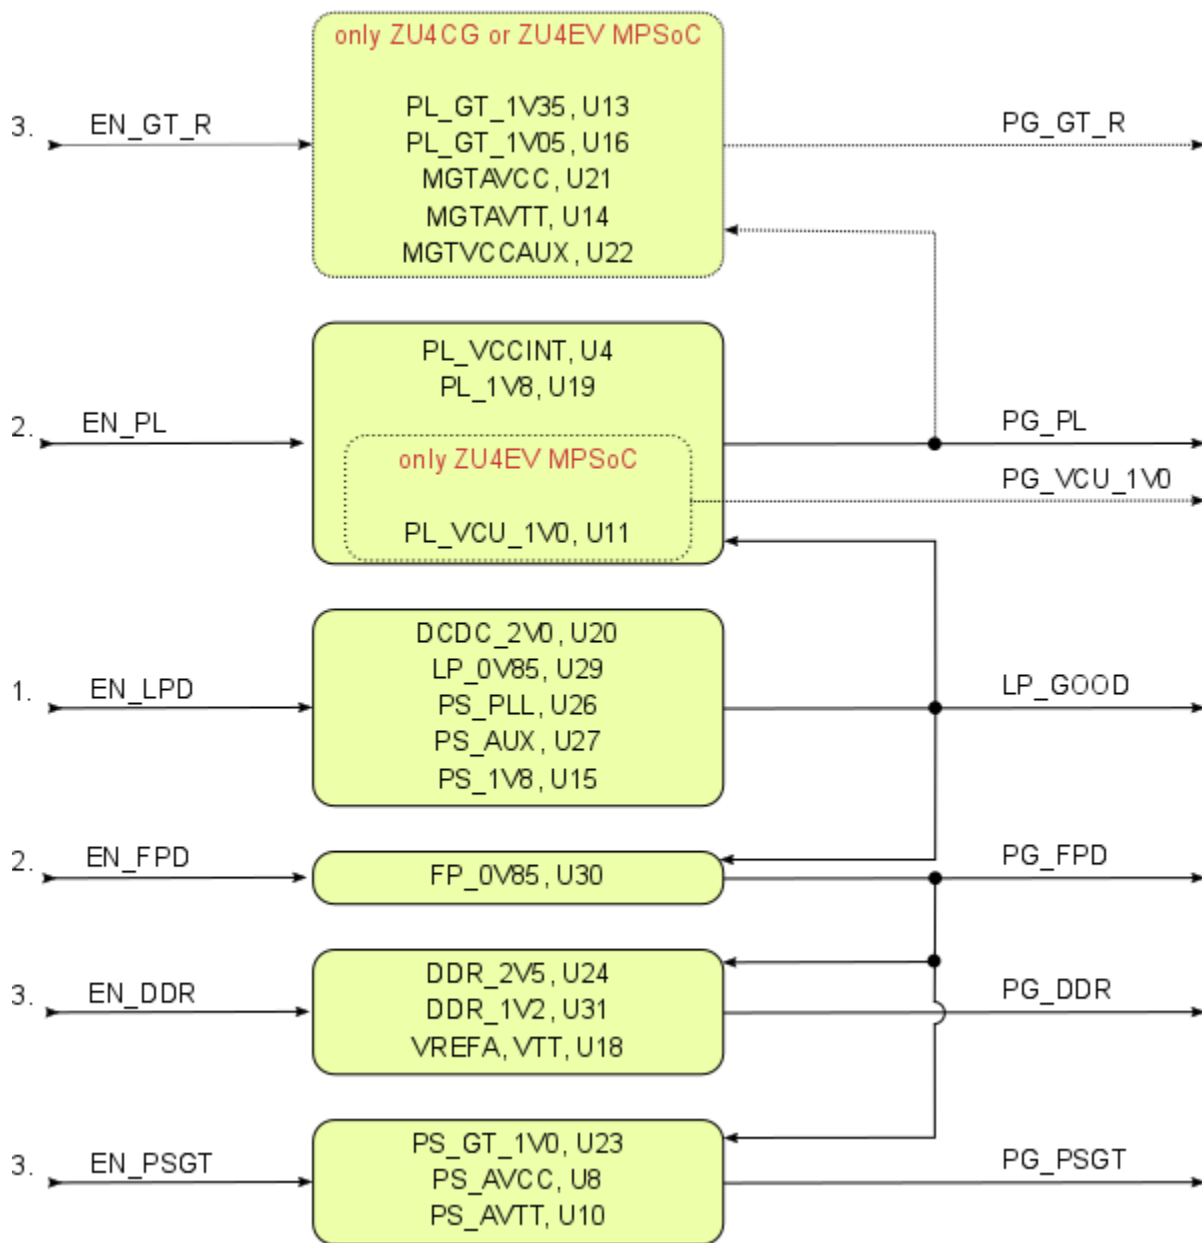 only ZU4CG or ZU4EV MPSoC
3.
EN_GT_R
PL_GT_1V35, U13
PL_GT_1V05, U16
MGTAVCC, U21
MGTAVTT, U14
MGTVCCAUX, U22
PG_GT_R
2.
EN_PL
PL_VCCINT, U4
PL_1V8, U19
only ZU4EV MPSoC
PL_VCU_1V0, U11
PG_PL
PG_VCU_1V0
1.
EN_LPD
DCDC_2V0, U20
LP_0V85, U29
PS_PLL, U26
PS_AUX, U27
PS_1V8, U15
LP_GOOD
2.
EN_FPD
FP_0V85, U30
PG_FPD
3.
EN_DDR
DDR_2V5, U24
DDR_1V2, U31
VREFA, VTT, U18
PG_DDR
3.
EN_PSGT
PS_GT_1V0, U23
PS_AVCC, U8
PS_AVTT, U10
PG_PSGT